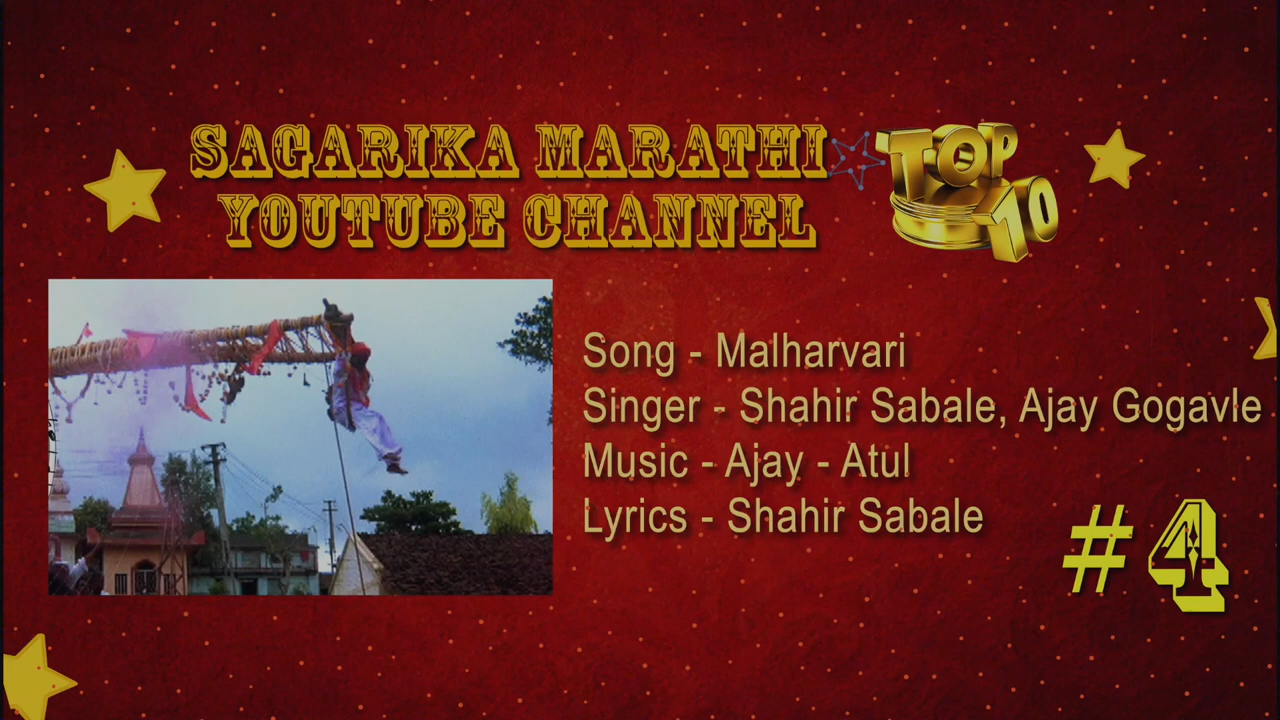 SAGARIKA MARATHI
YOUTUBE CHANNEL
TOP
10
Song - Malharvari
Singer - Shahir Sabale, Ajay Gogavle
Music - Ajay - Atul
Lyrics - Shahir Sabale
#4